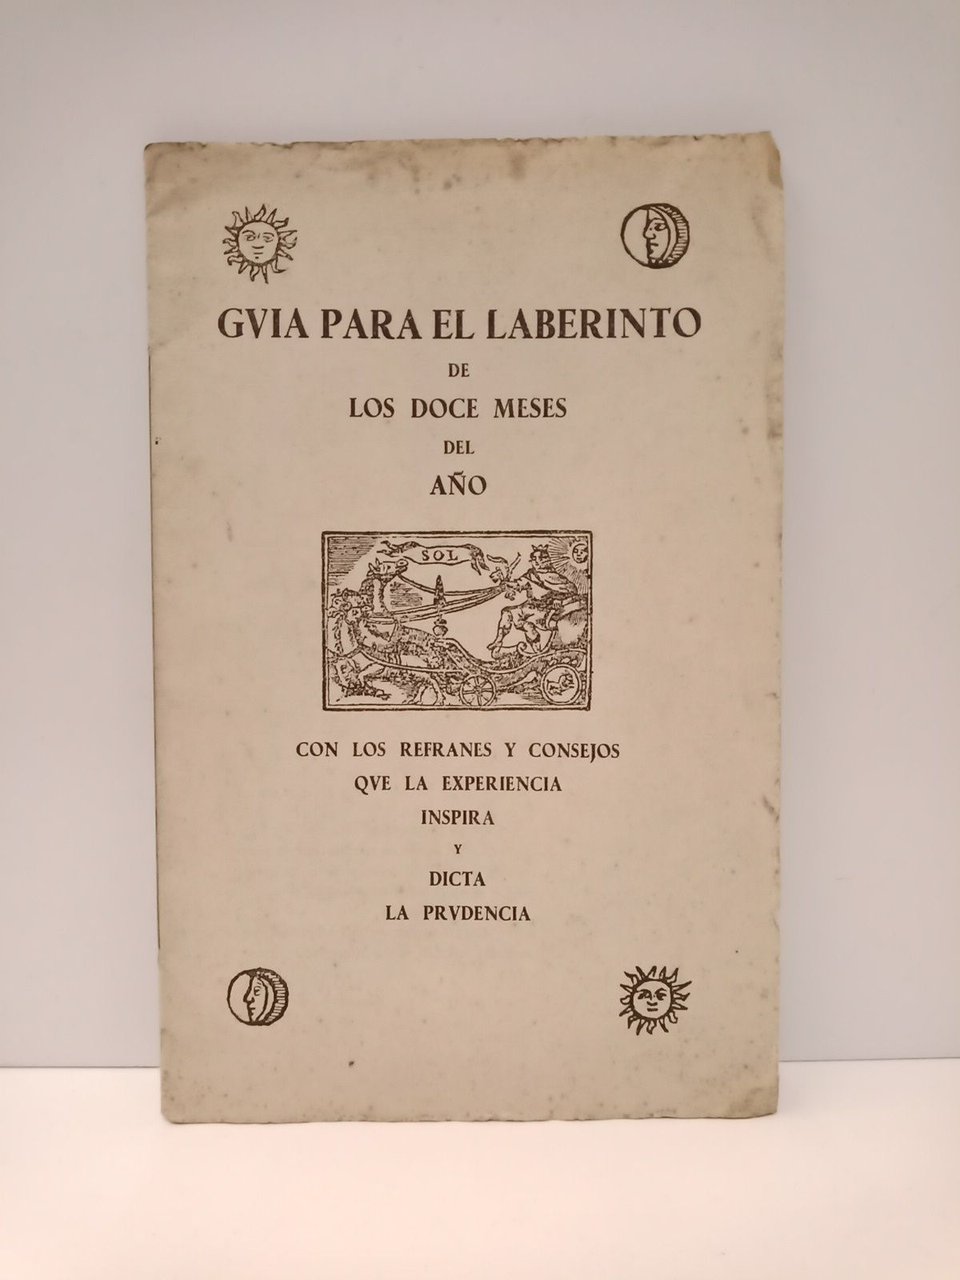 GVIA PARA EL LABERINTO
DE
LOS DOCE MESES
DEL
AÑO
SOL
CON LOS REFRANES Y CONSEJOS
QVE LA EXPERIENCIA
INSPIRA
Y
DICTA
LA PRVDENCIA